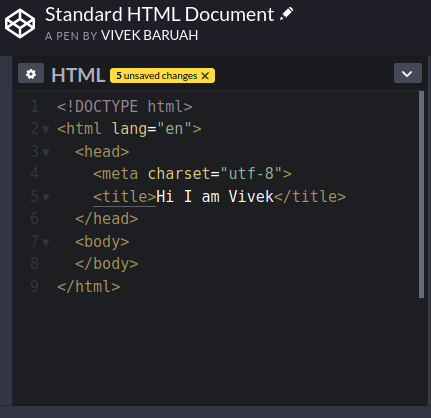 Standard HTML Document
A PEN BY VIVEK BARUAH
HTML 5 unsaved changes X
1 <!DOCTYPE html>
2 <html lang="en">
3 <head>
4 <meta charset="utf-8">
5 <title>Hi I am Vivek</title>
6 </head>
7 <body>
8 </body>
9 </html>